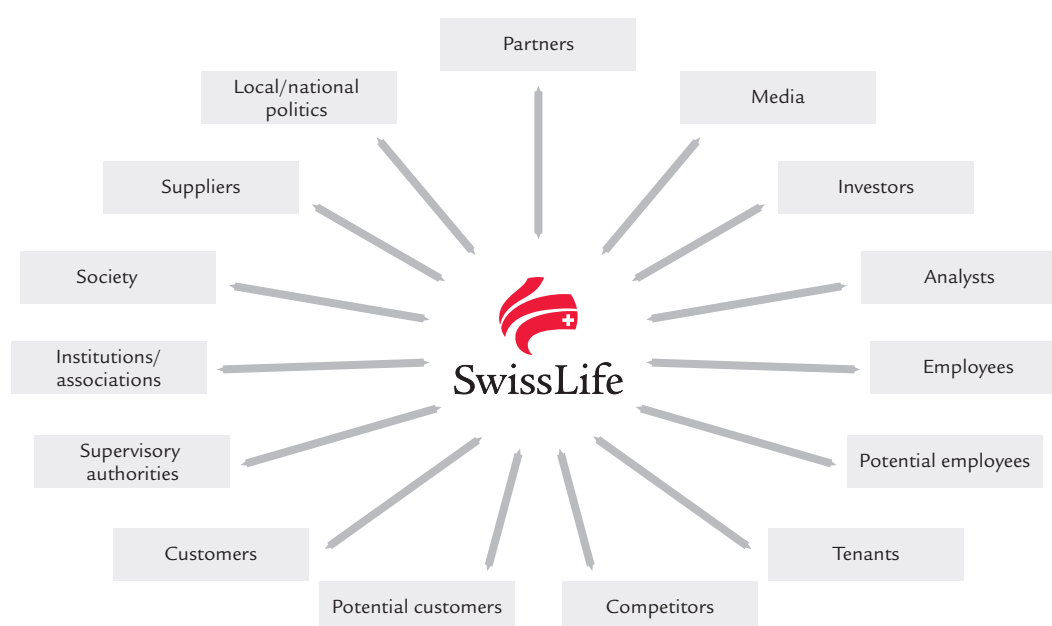 Partners
Local/national
politics
Media
Suppliers
Investors
Society
Analysts
Institutions/
associations
Employees
SwissLife
Supervisory
authorities
Potential employees
Customers
Tenants
Potential customers
Competitors